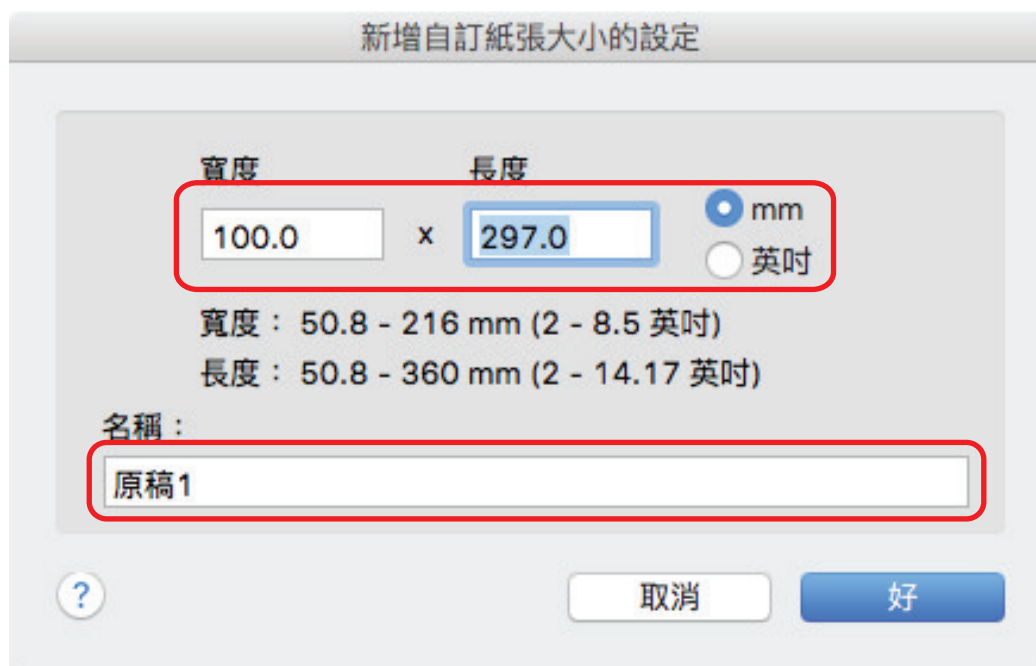 新增自訂紙張大小的設定
寬度 長度
100.0 x 297.0 mm
英吋
寬度： 50.8 - 216 mm (2 - 8.5 英吋)
長度： 50.8 - 360 mm (2 - 14.17 英吋)
名稱：
原稿1
? 取消 好